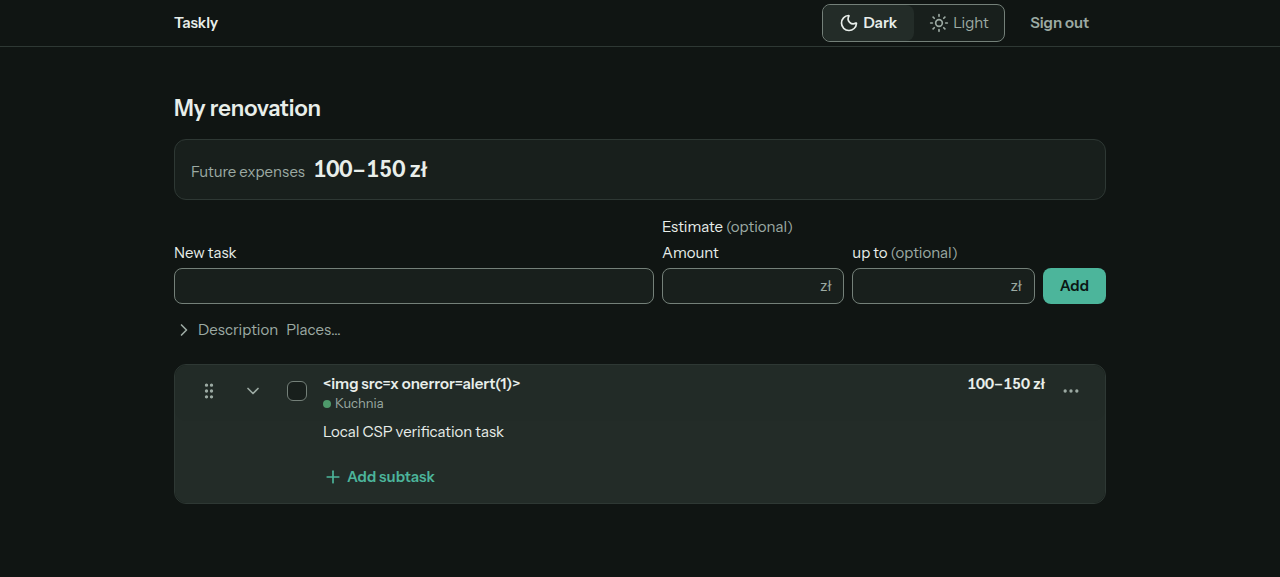 Taskly
Dark
Light
Sign out
My renovation
Future expenses 100–150 zł
Estimate (optional)
New task
Amount
up to (optional)
zł
zł
Add
Description Places...
<img src=x onerror=alert(1)>
100–150 zł
Kuchnia
Local CSP verification task
Add subtask